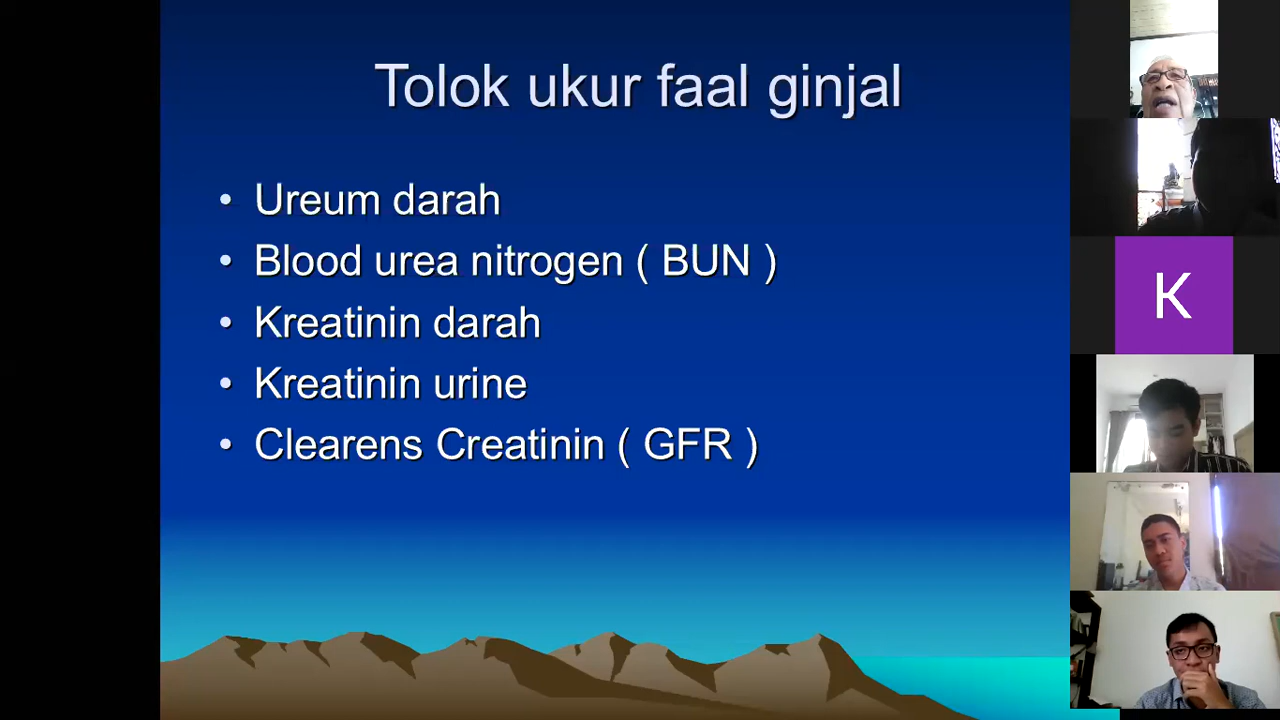 Tolok ukur faal ginjal
• Ureum darah
• Blood urea nitrogen ( BUN )
• Kreatinin darah
• Kreatinin urine
• Clearens Creatinin ( GFR )
K